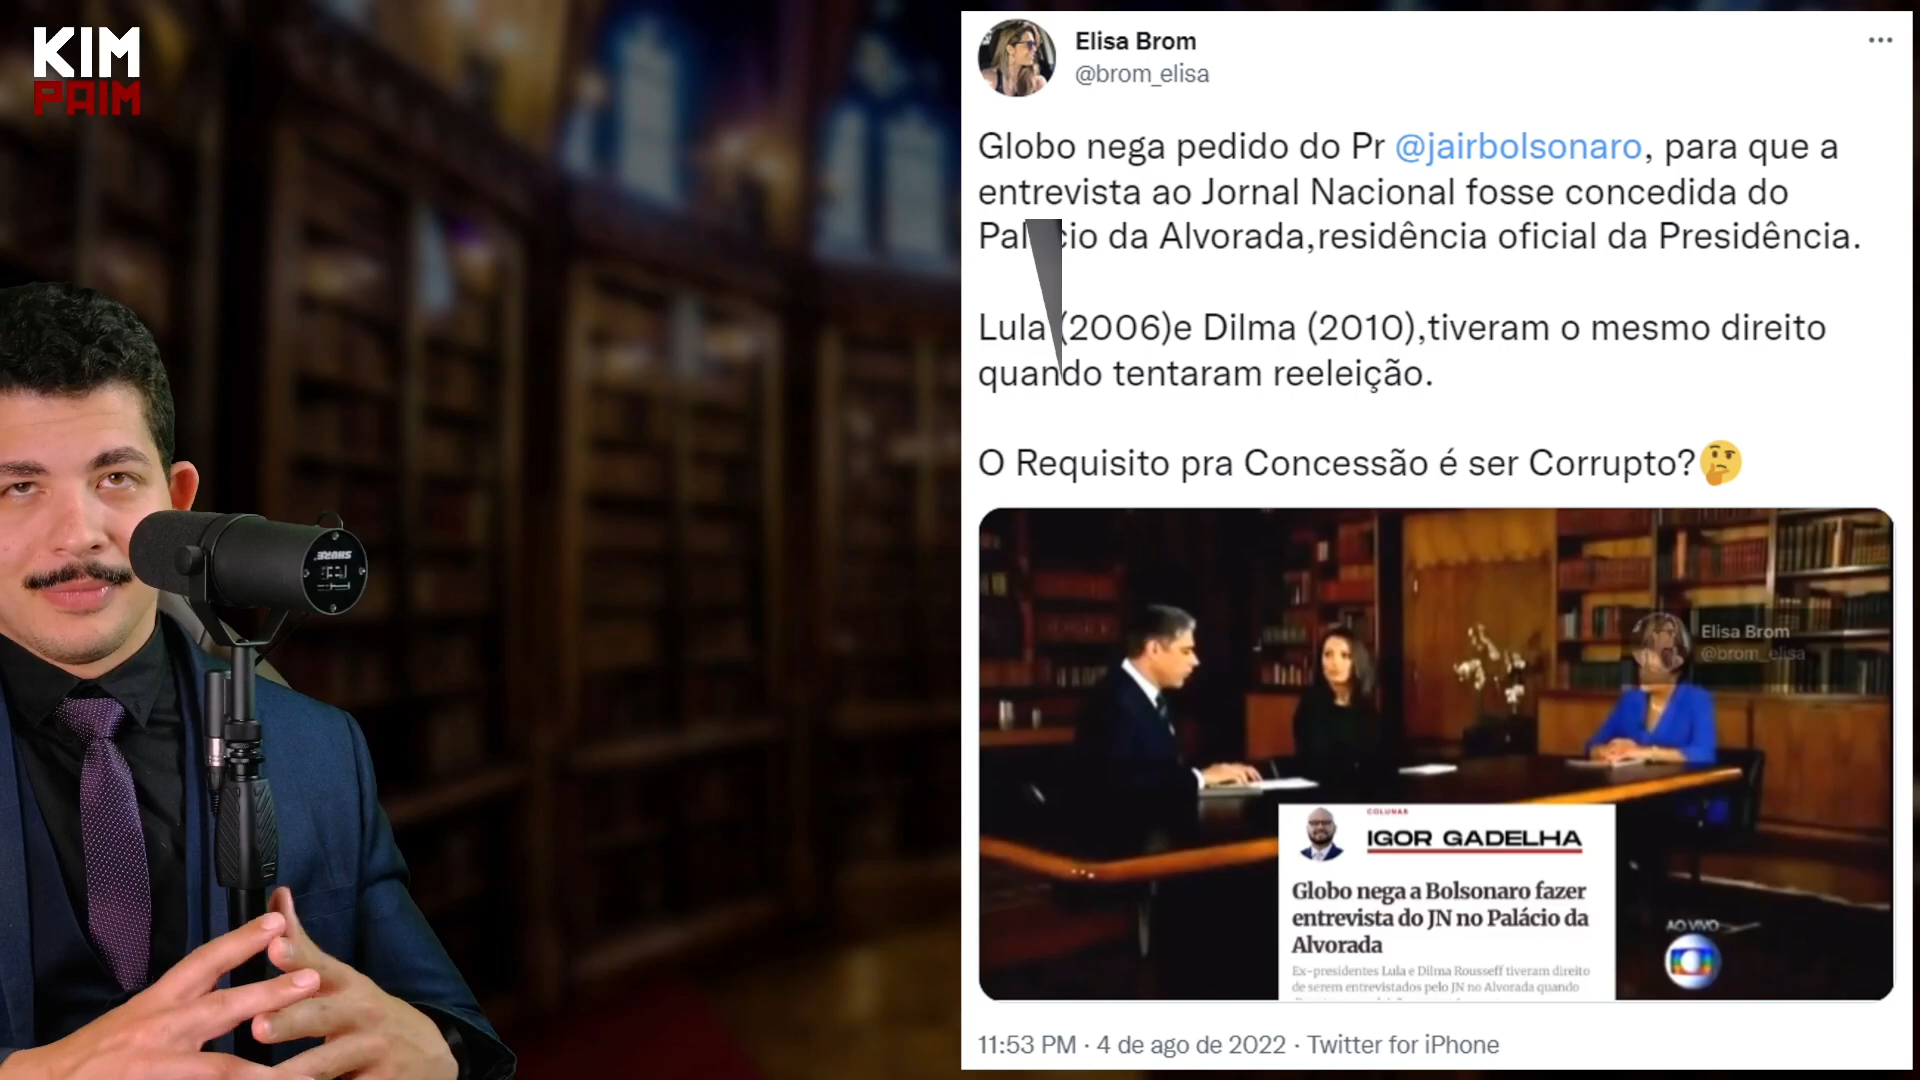 KIM
PAIM
Elisa Brom
@brom_elisa
Globo nega pedido do Pr @jairbolsonaro, para que a
entrevista ao Jornal Nacional fosse concedida do
Palácio da Alvorada,residência oficial da Presidência.
Lula (2006)e Dilma (2010),tiveram o mesmo direito
quando tentaram reeleição.
O Requisito pra Concessão é ser Corrupto?🤔
Elisa Brom
@brom_elisa
COLUNAS
IGOR GADELHA
Globo nega a Bolsonaro fazer
entrevista do JN no Palácio da
Alvorada
Ex-presidentes Lula e Dilma Rousseff tiveram direito
de serem entrevistados pelo JN no Alvorada quando
AO VIVO
11:53 PM · 4 de ago de 2022 · Twitter for iPhone
SHURE